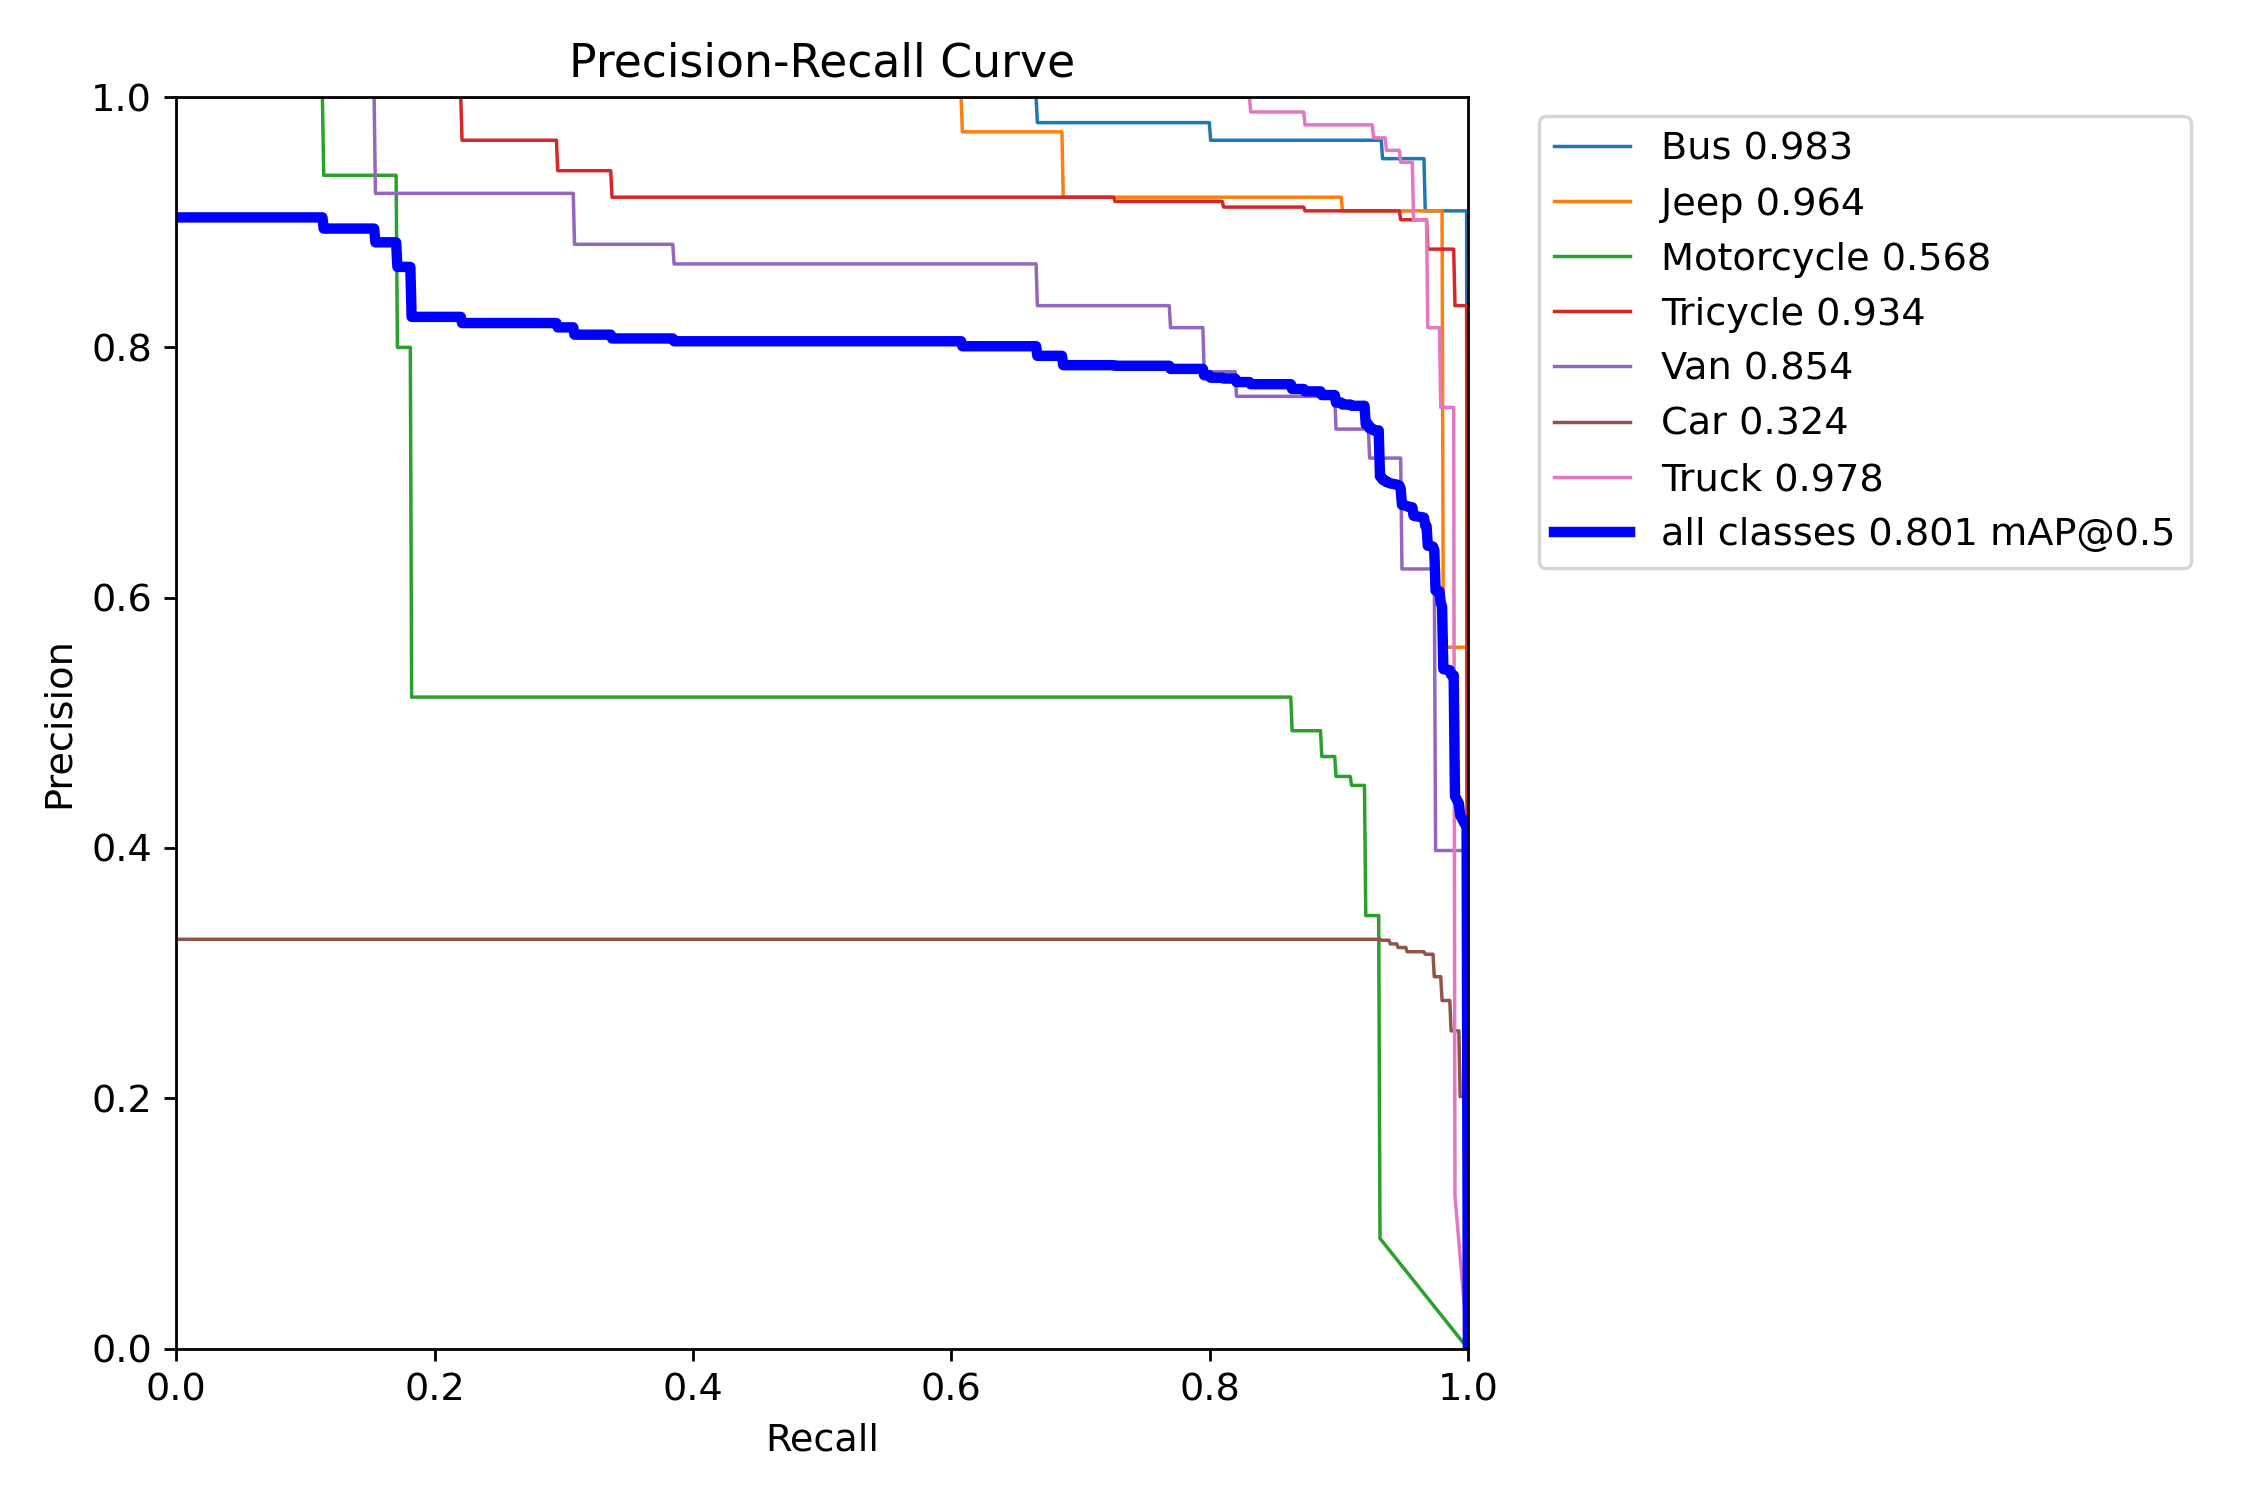 Precision-Recall Curve
1.0
0.8
0.6
0.4
0.2
0.0
Precision
0.0 0.2 0.4 0.6 0.8 1.0
Recall
Bus 0.983
Jeep 0.964
Motorcycle 0.568
Tricycle 0.934
Van 0.854
Car 0.324
Truck 0.978
all classes 0.801 mAP@0.5